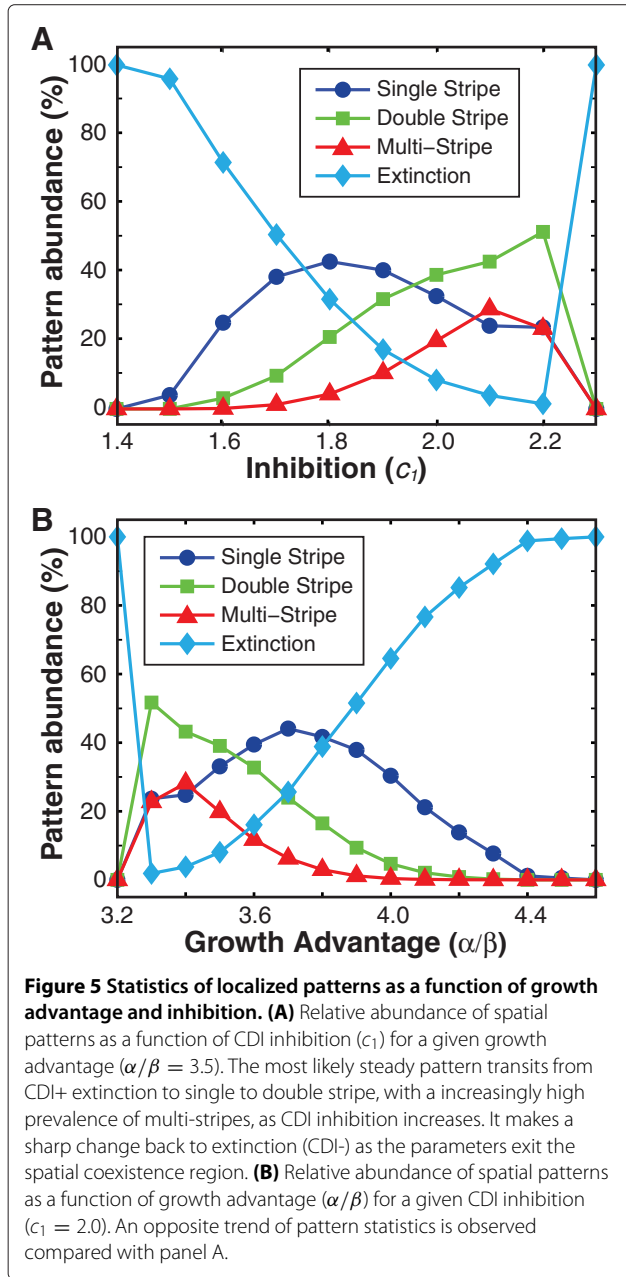 A
100
80
60
40
20
0
Pattern abundance (%)
Single Stripe
Double Stripe
Multi-Stripe
Extinction
1.4 1.6 1.8 2.0 2.2
Inhibition (c1)
B
100
80
60
40
20
0
Pattern abundance (%)
Single Stripe
Double Stripe
Multi-Stripe
Extinction
3.2 3.6 4.0 4.4
Growth Advantage (α/β)
Figure 5 Statistics of localized patterns as a function of growth
advantage and inhibition. (A) Relative abundance of spatial
patterns as a function of CDI inhibition (c1) for a given growth
advantage (α/β = 3.5). The most likely steady pattern transits from
CDI+ extinction to single to double stripe, with a increasingly high
prevalence of multi-stripes, as CDI inhibition increases. It makes a
sharp change back to extinction (CDI-) as the parameters exit the
spatial coexistence region. (B) Relative abundance of spatial patterns
as a function of growth advantage (α/β) for a given CDI inhibition
(c1 = 2.0). An opposite trend of pattern statistics is observed
compared with panel A.